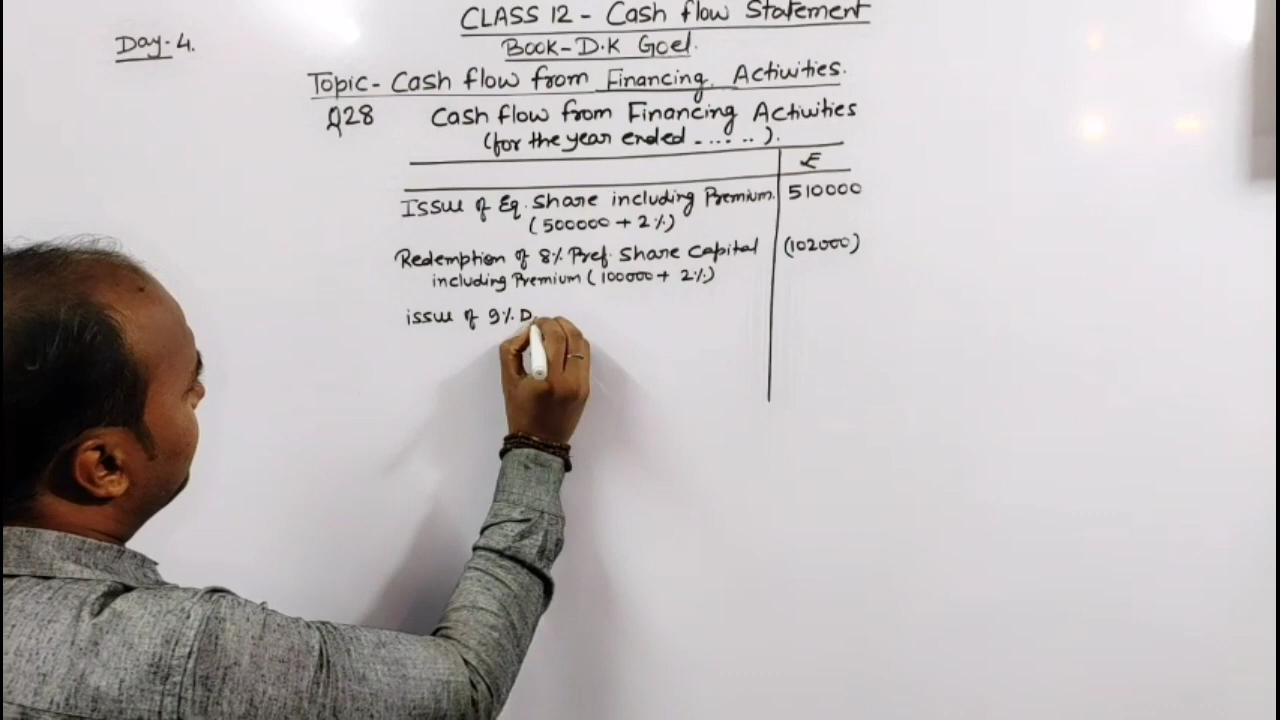 Day-4.
CLASS 12 - Cash flow Statement
BOOK-D.K Goel.
Topic- Cash flow from Financing Activities.
Q28 Cash flow from Financing Activities
(for the year ended ........).
₹
Issue of Eq. Share including Premium. 510000
(500000 + 2%)
Redemption of 8% Pref. Share Capital (102000)
including Premium (100000 + 2%)
issue of 9% D